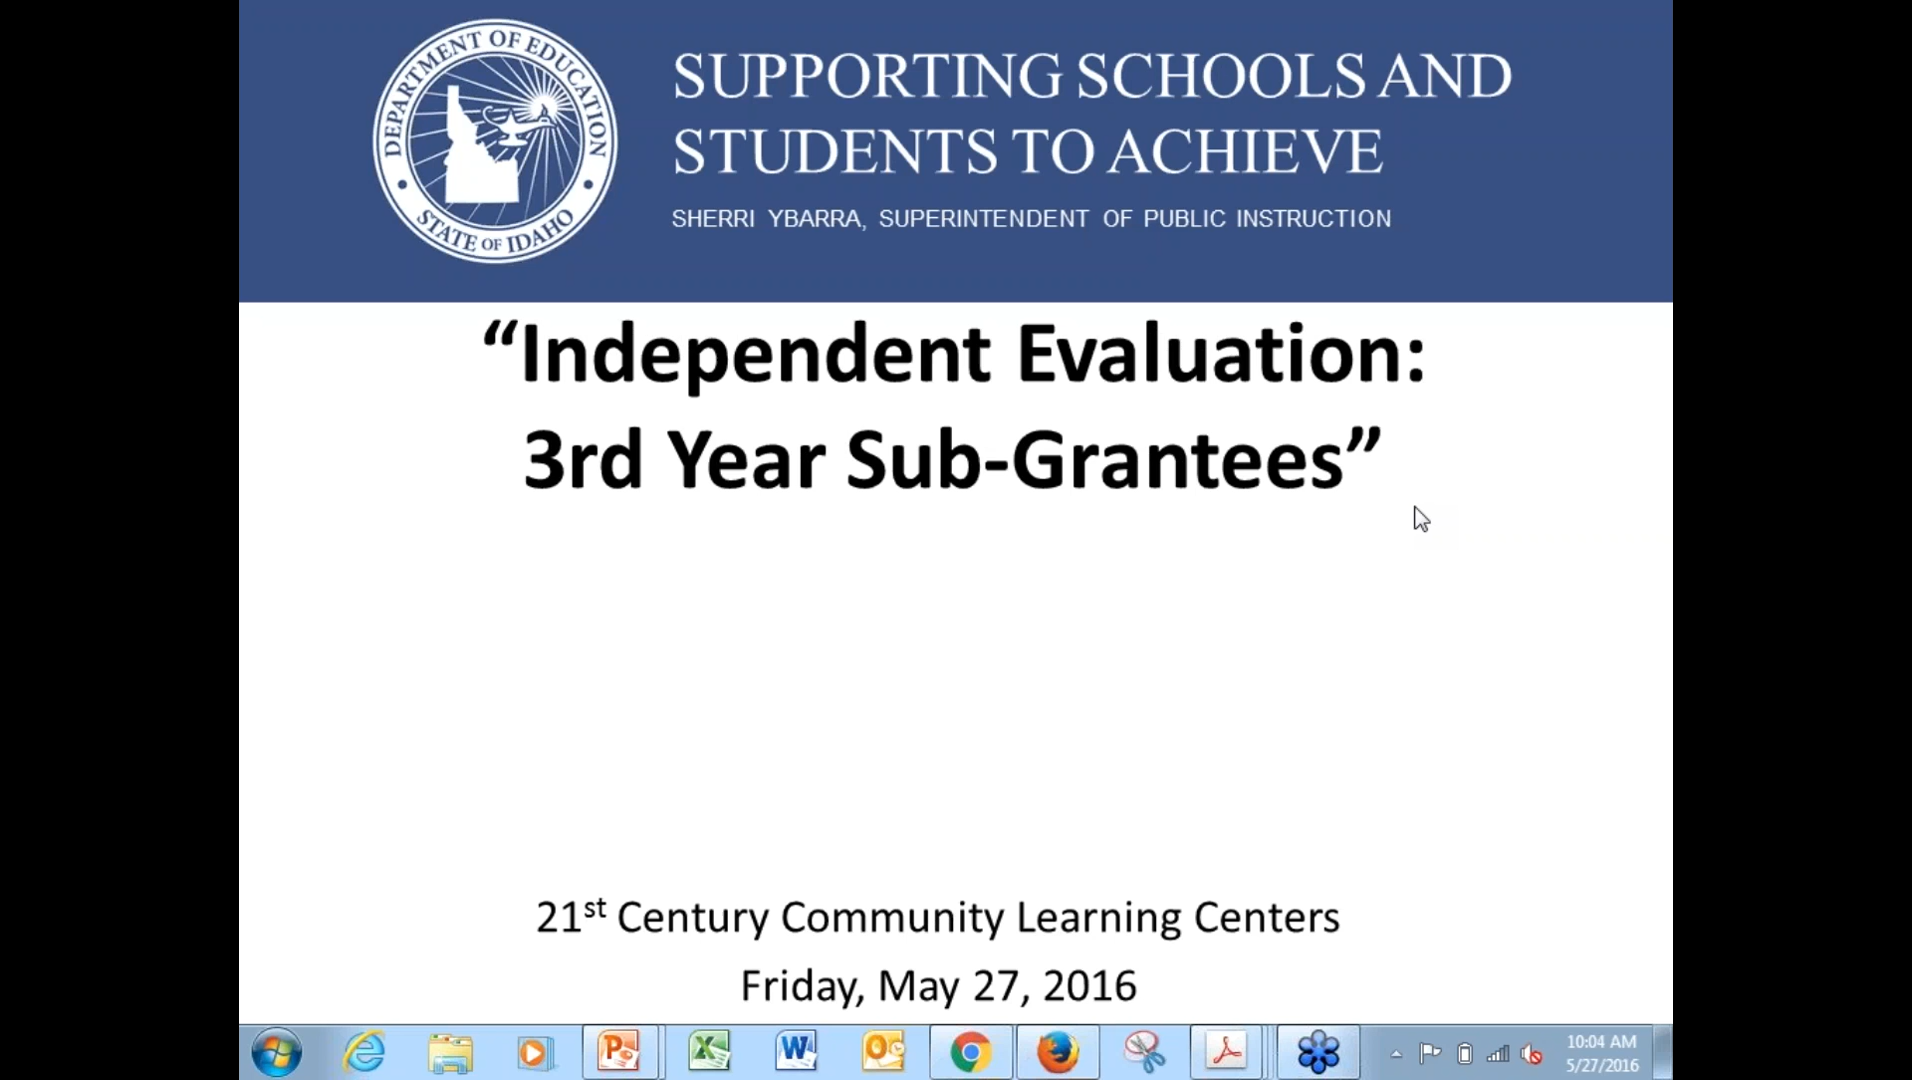 DEPARTMENT OF EDUCATION
STATE OF IDAHO
SUPPORTING SCHOOLS AND
STUDENTS TO ACHIEVE
SHERRI YBARRA, SUPERINTENDENT OF PUBLIC INSTRUCTION
“Independent Evaluation:
3rd Year Sub-Grantees”
21st Century Community Learning Centers
Friday, May 27, 2016
10:04 AM
5/27/2016